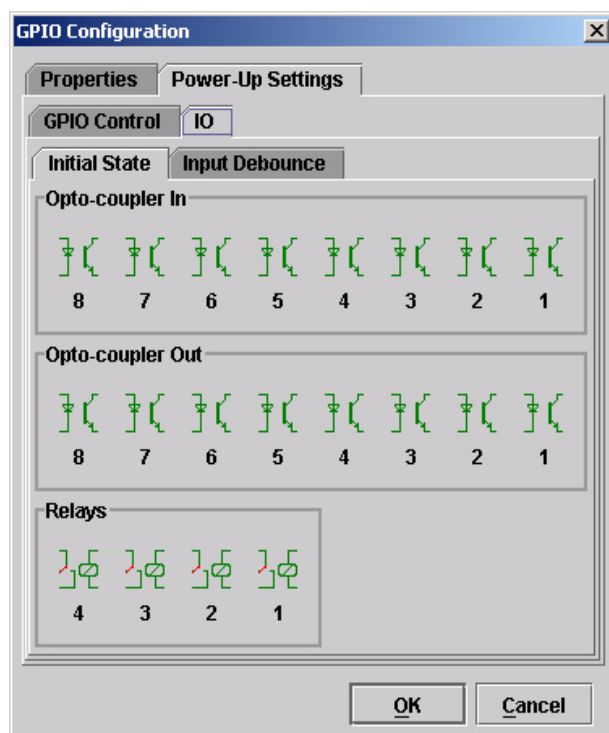 GPIO Configuration
Properties Power-Up Settings
GPIO Control IO
Initial State Input Debounce
Opto-coupler In
8 7 6 5 4 3 2 1
Opto-coupler Out
8 7 6 5 4 3 2 1
Relays
4 3 2 1
OK Cancel